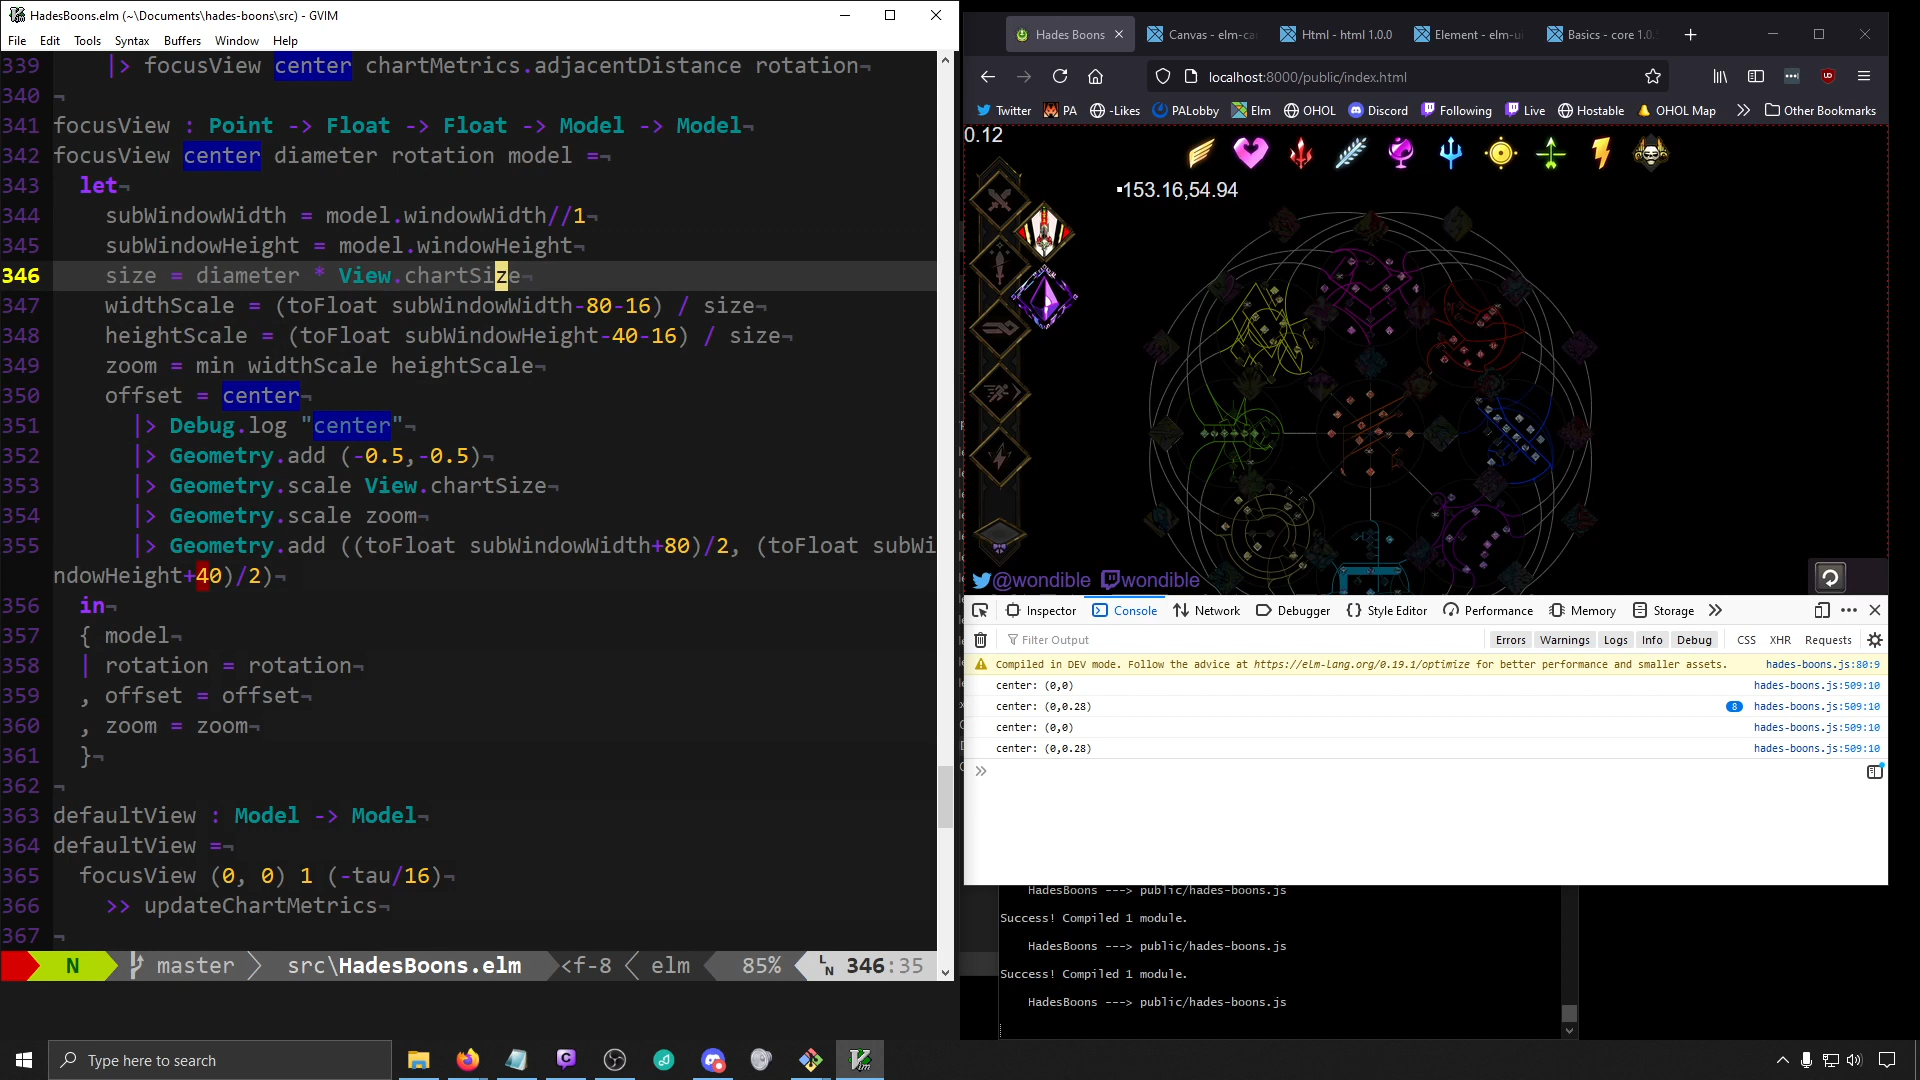 HadesBoons.elm (~\Documents\hades-boons\src) - GVIM
File Edit Tools Syntax Buffers Window Help
339 |> focusView center chartMetrics.adjacentDistance rotation¬
340 ¬
341 focusView : Point -> Float -> Float -> Model -> Model¬
342 focusView center diameter rotation model =¬
343 let¬
344 subWindowWidth = model.windowWidth//1¬
345 subWindowHeight = model.windowHeight¬
346 size = diameter * View.chartSize¬
347 widthScale = (toFloat subWindowWidth-80-16) / size¬
348 heightScale = (toFloat subWindowHeight-40-16) / size¬
349 zoom = min widthScale heightScale¬
350 offset = center¬
351 |> Debug.log "center"¬
352 |> Geometry.add (-0.5,-0.5)¬
353 |> Geometry.scale View.chartSize¬
354 |> Geometry.scale zoom¬
355 |> Geometry.add ((toFloat subWindowWidth+80)/2, (toFloat subWi
ndowHeight+40)/2)¬
356 in¬
357 { model¬
358 | rotation = rotation¬
359 , offset = offset¬
360 , zoom = zoom¬
361 }¬
362 ¬
363 defaultView : Model -> Model¬
364 defaultView =¬
365 focusView (0, 0) 1 (-tau/16)¬
366 >> updateChartMetrics¬
367 ¬
N master src\HadesBoons.elm <f-8 elm 85% LN 346:35
Hades Boons
Canvas - elm-ca
Html - html 1.0.0
Element - elm-u
Basics - core 1.0.
localhost:8000/public/index.html
Twitter PA -Likes PALobby Elm OHOL Discord Following Live Hostable OHOL Map Other Bookmarks
0.12
-153.16,54.94
@wondible wondible
Inspector Console Network Debugger Style Editor Performance Memory Storage
Filter Output
Errors Warnings Logs Info Debug CSS XHR Requests
Compiled in DEV mode. Follow the advice at https://elm-lang.org/0.19.1/optimize for better performance and smaller assets. hades-boons.js:80:9
center: (0,0) hades-boons.js:509:10
center: (0,0.28) 8 hades-boons.js:509:10
center: (0,0) hades-boons.js:509:10
center: (0,0.28) hades-boons.js:509:10
HadesBoons ---> public/hades-boons.js
Success! Compiled 1 module.
HadesBoons ---> public/hades-boons.js
Success! Compiled 1 module.
HadesBoons ---> public/hades-boons.js
Type here to search